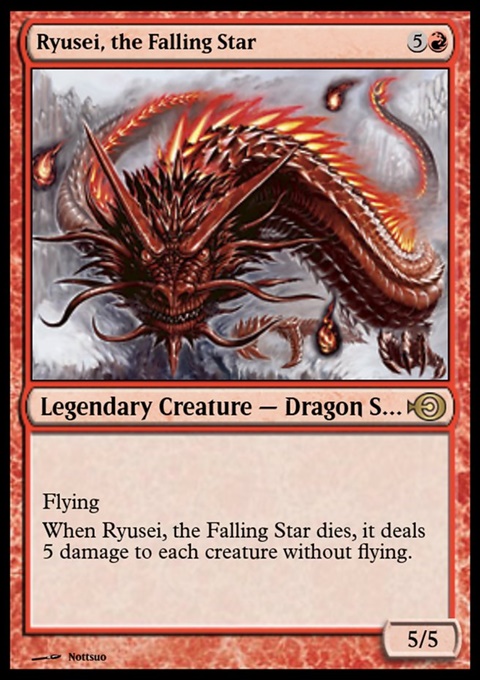 Ryusei, the Falling Star 5
Legendary Creature — Dragon S...
Flying
When Ryusei, the Falling Star dies, it deals
5 damage to each creature without flying.
5/5
Nottsuo